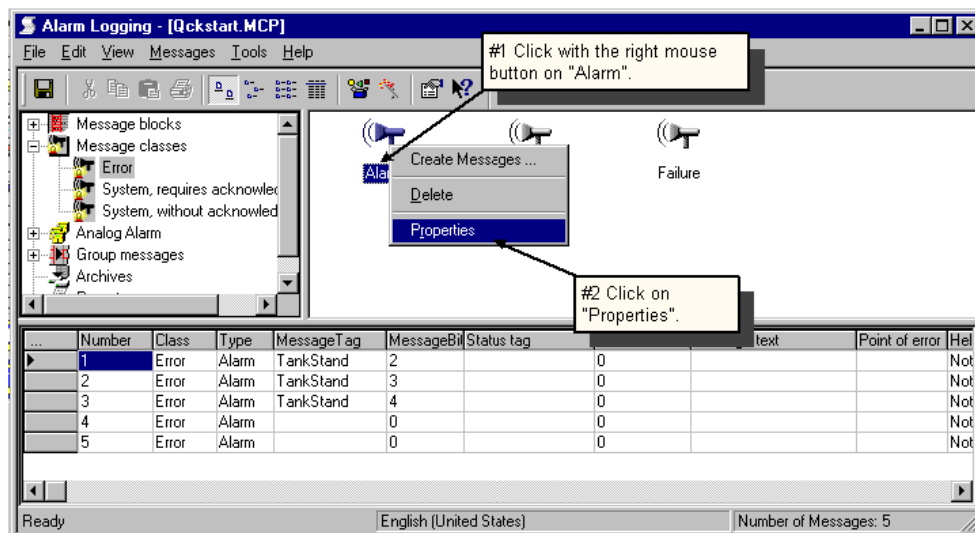 Alarm Logging - [Qckstart.MCP]
File Edit View Messages Tools Help
#1 Click with the right mouse
button on "Alarm".
Message blocks
Message classes
Error
System, requires acknowled
System, without acknowled
Analog Alarm
Group messages
Archives
Failure
Create Messages ...
Delete
Properties
#2 Click on
"Properties".
... Number Class Type MessageTag MessageBil Status tag text Point of error Hel
1 Error Alarm TankStand 2 0 Not
2 Error Alarm TankStand 3 0 Not
3 Error Alarm TankStand 4 0 Not
4 Error Alarm 0 0 Not
5 Error Alarm 0 0 Not
Ready English (United States) Number of Messages: 5